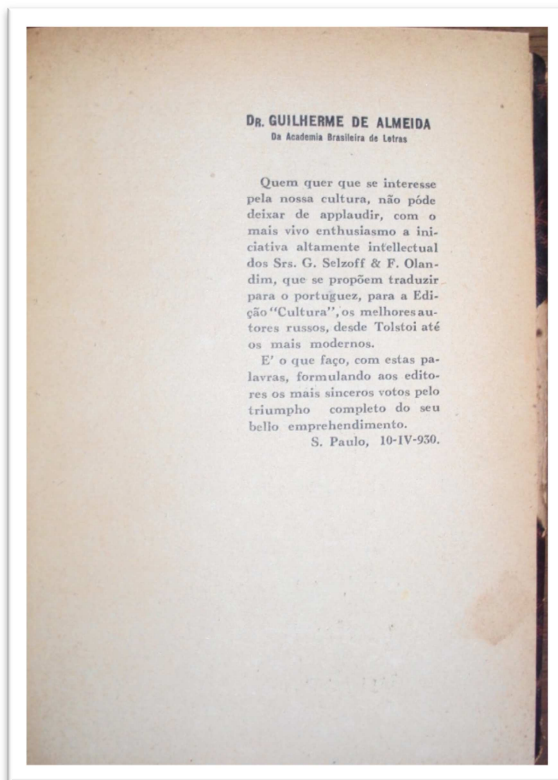 DR. GUILHERME DE ALMEIDA
Da Academia Brasileira de Letras
Quem quer que se interesse
pela nossa cultura, não póde
deixar de applaudir, com o
mais vivo enthusiasmo a ini-
ciativa altamente intellectual
dos Srs. G. Selzoff & F. Olan-
dim, que se propõem traduzir
para o portuguez, para a Edi-
ção "Cultura", os melhores au-
tores russos, desde Tolstoi até
os mais modernos.
E' o que faço, com estas pa-
lavras, formulando aos edito-
res os mais sinceros votos pelo
triumpho completo do seu
bello emprehendimento.
S. Paulo, 10-IV-930.